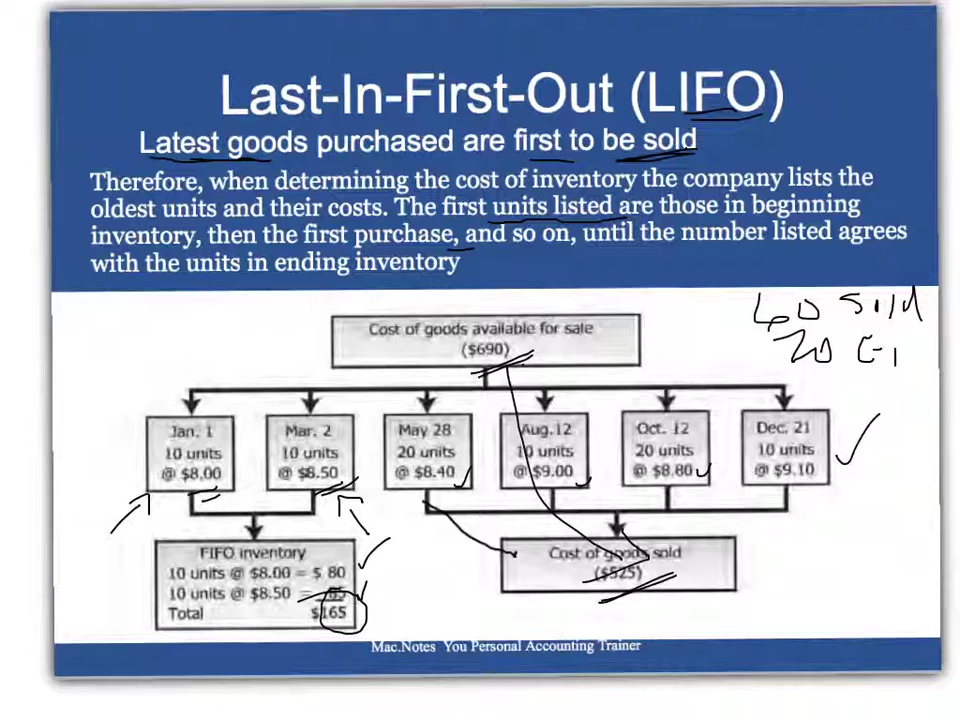 Last-In-First-Out (LIFO)
Latest goods purchased are first to be sold
Therefore, when determining the cost of inventory the company lists the
oldest units and their costs. The first units listed are those in beginning
inventory, then the first purchase, and so on, until the number listed agrees
with the units in ending inventory
60 Sold
20 EI
Cost of goods available for sale
($690)
Jan. 1
10 units
@ $8.00
Mar. 2
10 units
@ $8.50
May 28
20 units
@ $8.40
Aug.12
10 units
@ $9.00
Oct. 12
20 units
@ $8.80
Dec. 21
10 units
@ $9.10
FIFO inventory
10 units @ $8.00 = $ 80
10 units @ $8.50 = 85
Total $165
Cost of goods sold
($525)
Mac.Notes You Personal Accounting Trainer